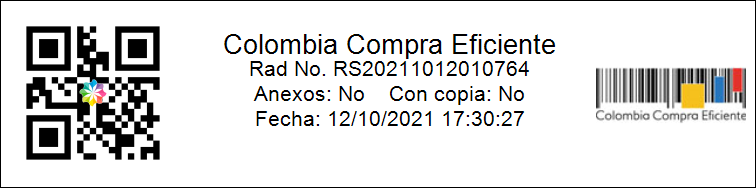 Colombia Compra Eficiente
Rad No. RS20211012010764
Anexos: No Con copia: No
Fecha: 12/10/2021 17:30:27
Colombia Compra Eficiente